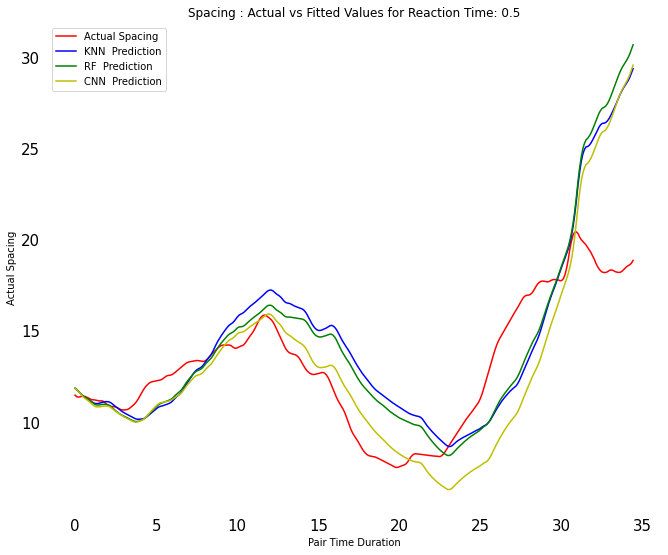 Spacing : Actual vs Fitted Values for Reaction Time: 0.5
Actual Spacing
KNN  Prediction
RF  Prediction
CNN  Prediction
30
25
20
15
10
Actual Spacing
0 5 10 15 20 25 30 35
Pair Time Duration